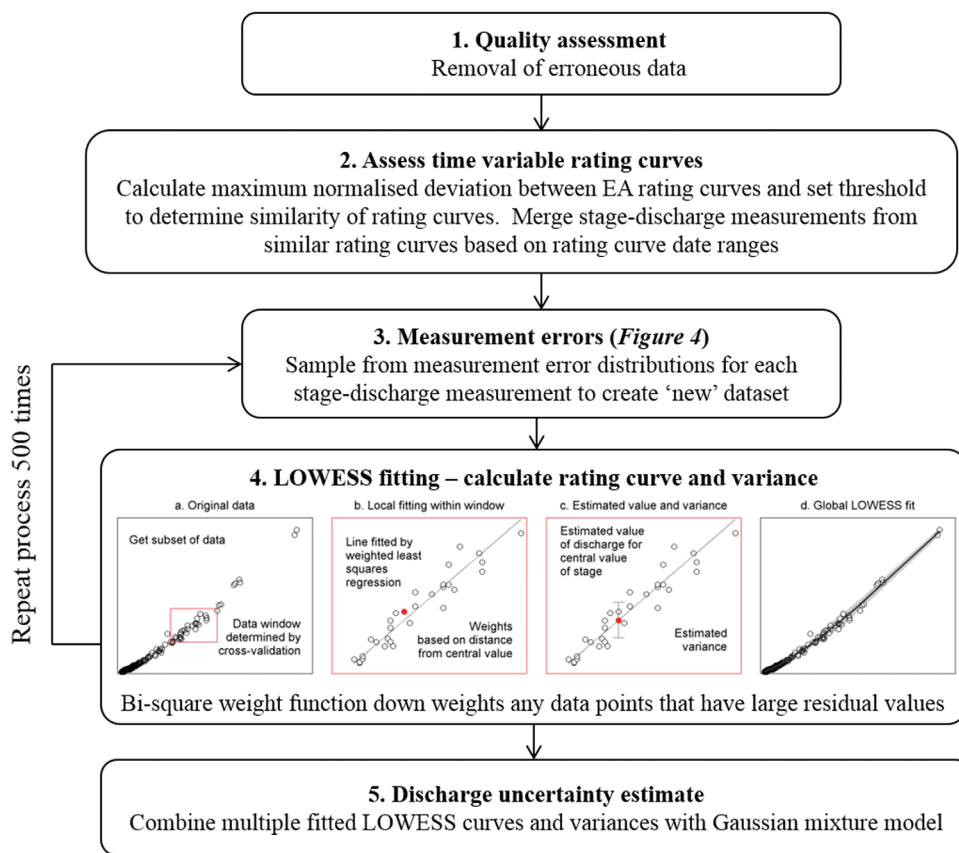 1. Quality assessment
Removal of erroneous data
2. Assess time variable rating curves
Calculate maximum normalised deviation between EA rating curves and set threshold
to determine similarity of rating curves.  Merge stage-discharge measurements from
similar rating curves based on rating curve date ranges
3. Measurement errors (Figure 4)
Sample from measurement error distributions for each
stage-discharge measurement to create ‘new’ dataset
Repeat process 500 times
4. LOWESS fitting – calculate rating curve and variance
a. Original data
Get subset of data
Data window
determined by
cross-validation
b. Local fitting within window
Line fitted by
weighted least
squares
regression
Weights
based on distance
from central value
c. Estimated value and variance
Estimated value
of discharge for
central value
of stage
Estimated
variance
d. Global LOWESS fit
Bi-square weight function down weights any data points that have large residual values
5. Discharge uncertainty estimate
Combine multiple fitted LOWESS curves and variances with Gaussian mixture model